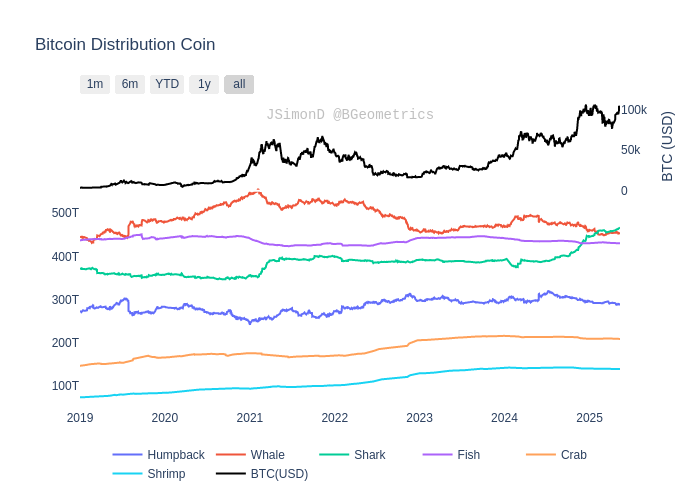 Bitcoin Distribution Coin
1m 6m YTD 1y all
JSimonD @BGeometrics
100k
50k
0
BTC (USD)
500T
400T
300T
200T
100T
2019 2020 2021 2022 2023 2024 2025
Humpback Whale Shark Fish Crab
Shrimp BTC(USD)